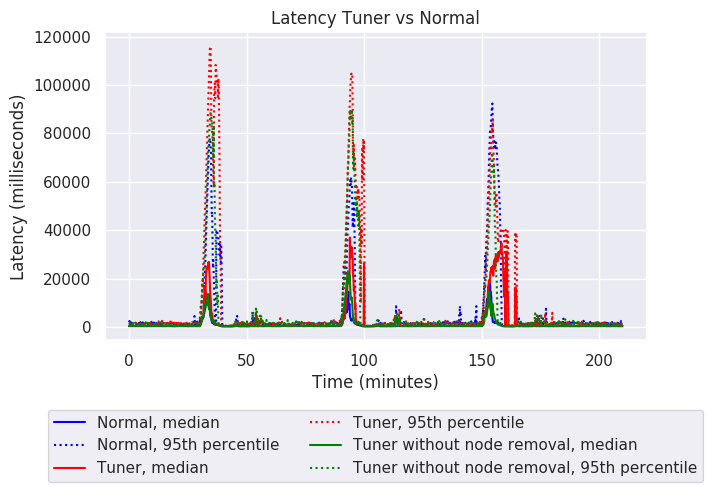 Latency Tuner vs Normal
120000
100000
80000
60000
40000
20000
0
Latency (milliseconds)
0 50 100 150 200
Time (minutes)
Normal, median
Normal, 95th percentile
Tuner, median
Tuner, 95th percentile
Tuner without node removal, median
Tuner without node removal, 95th percentile